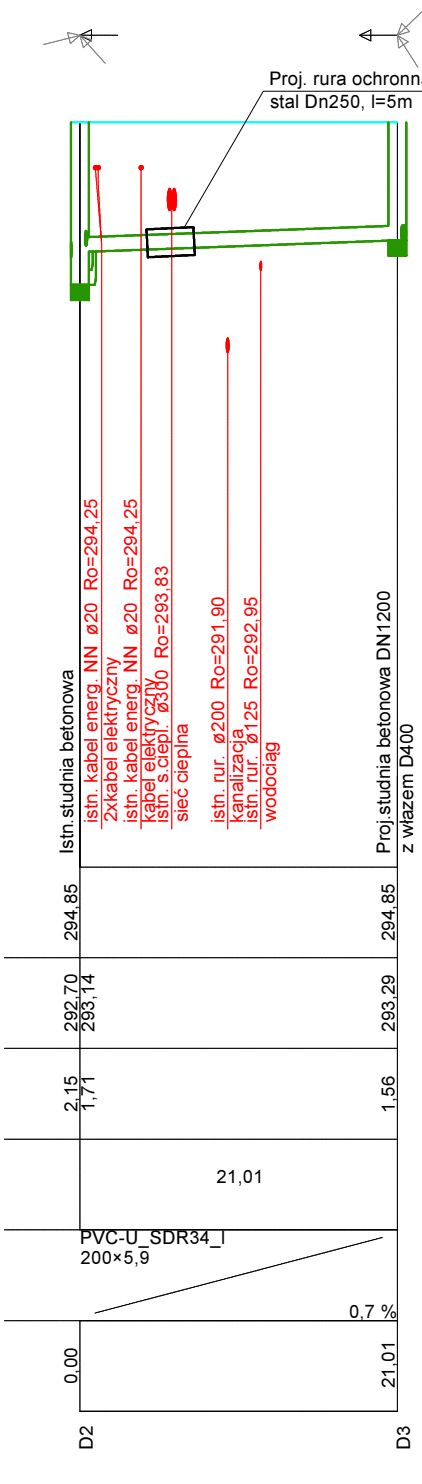 Proj. rura ochronna
stal Dn250, l=5m
Istn.studnia betonowa
istn. kabel energ. NN ø20 Ro=294,25
2xkabel elektryczny
istn. kabel energ. NN ø20 Ro=294,25
kabel elektryczny
istn. s.ciepl. ø300 Ro=293,83
sieć cieplna
istn. rur. ø200 Ro=291,90
kanalizacja
istn. rur. ø125 Ro=292,95
wodociąg
Proj.studnia betonowa DN1200
z włazem D400
294,85
294,85
292,70
293,14
293,29
2,15
1,71
1,56
21,01
PVC-U_SDR34_l
200×5,9
0,7 %
0,00
21,01
D2
D3